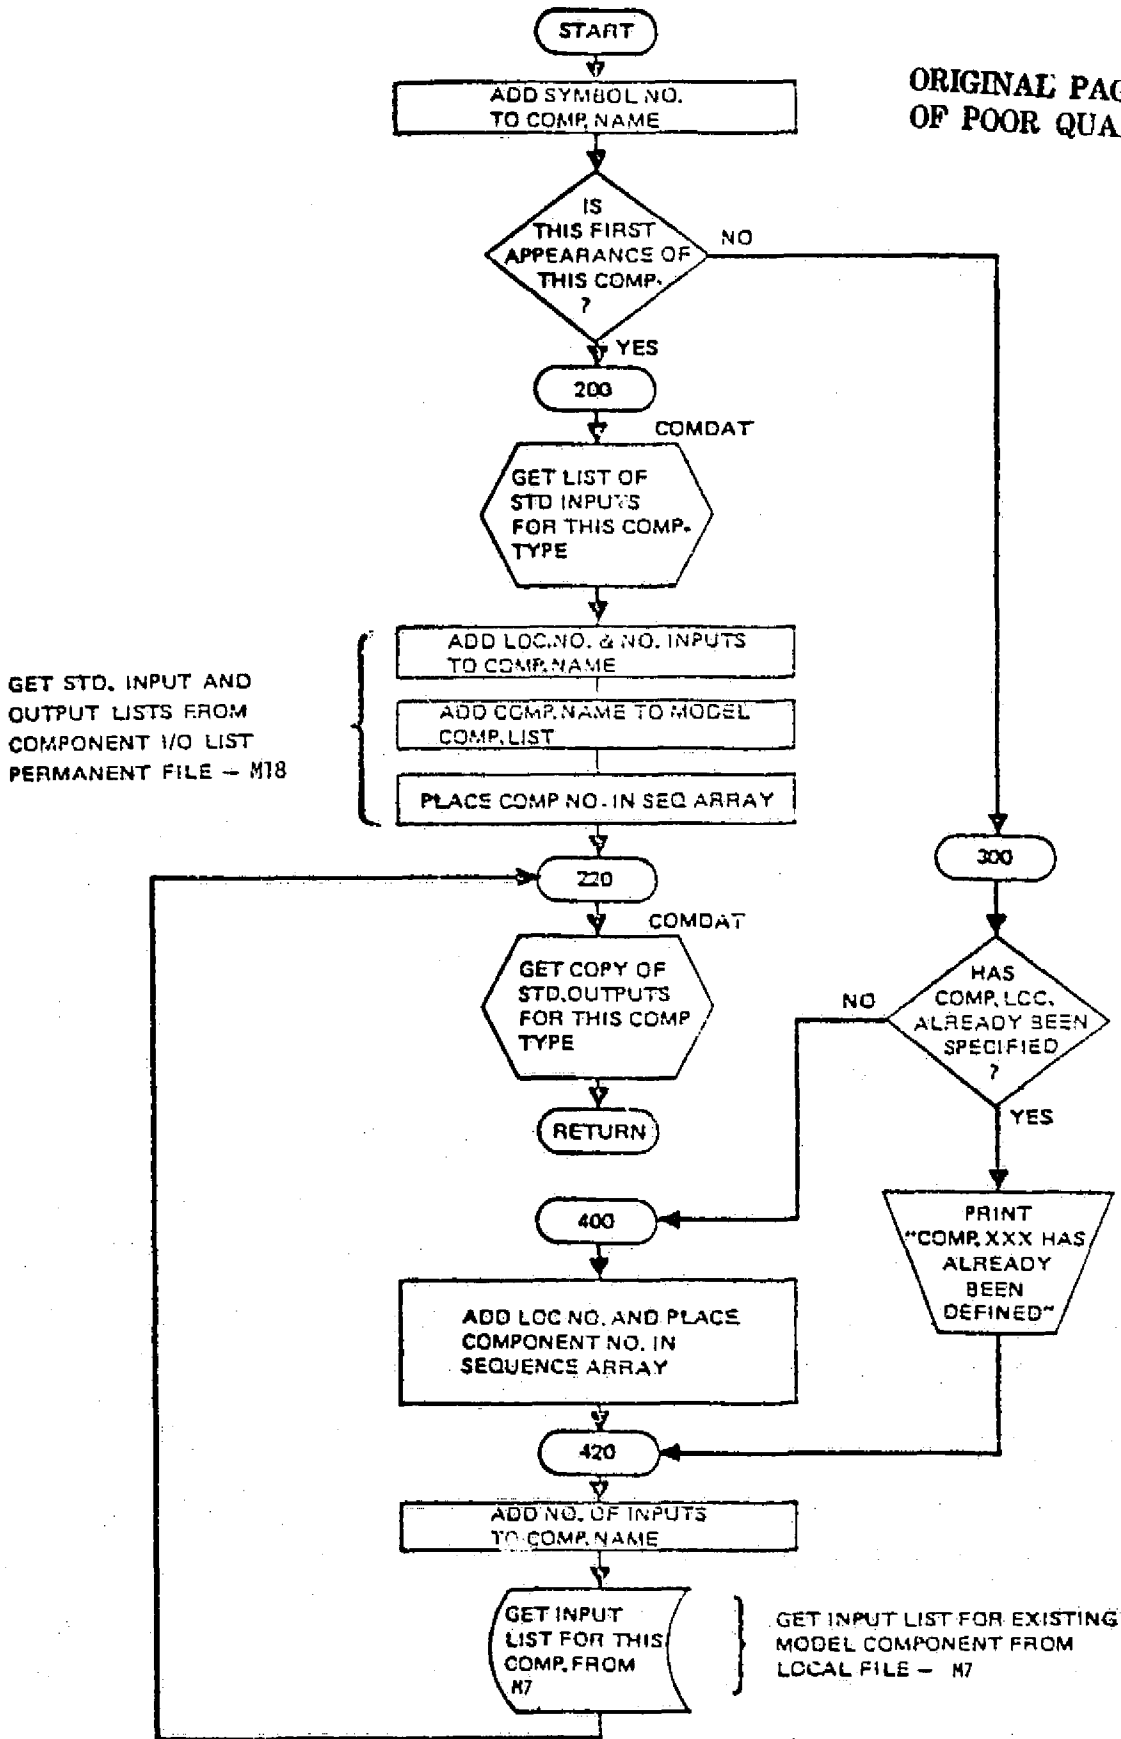 START
ORIGINAL PAG
OF POOR QUA
ADD SYMBOL NO.
TO COMP. NAME
IS
THIS FIRST
APPEARANCE OF
THIS COMP.
?
NO
YES
200
COMDAT
GET LIST OF
STD INPUTS
FOR THIS COMP.
TYPE
ADD LOC. NO. & NO. INPUTS
TO COMP. NAME
GET STD. INPUT AND
OUTPUT LISTS FROM
COMPONENT I/O LIST
PERMANENT FILE — M18
ADD COMP. NAME TO MODEL
COMP. LIST
PLACE COMP NO. IN SEQ ARRAY
220
300
COMDAT
GET COPY OF
STD. OUTPUTS
FOR THIS COMP
TYPE
RETURN
HAS
COMP. LOC.
ALREADY BEEN
SPECIFIED
?
NO
YES
400
PRINT
"COMP. XXX HAS
ALREADY
BEEN
DEFINED"
ADD LOC NO. AND PLACE
COMPONENT NO. IN
SEQUENCE ARRAY
420
ADD NO. OF INPUTS
TO COMP. NAME
GET INPUT
LIST FOR THIS
COMP. FROM
M7
GET INPUT LIST FOR EXISTING
MODEL COMPONENT FROM
LOCAL FILE — M7